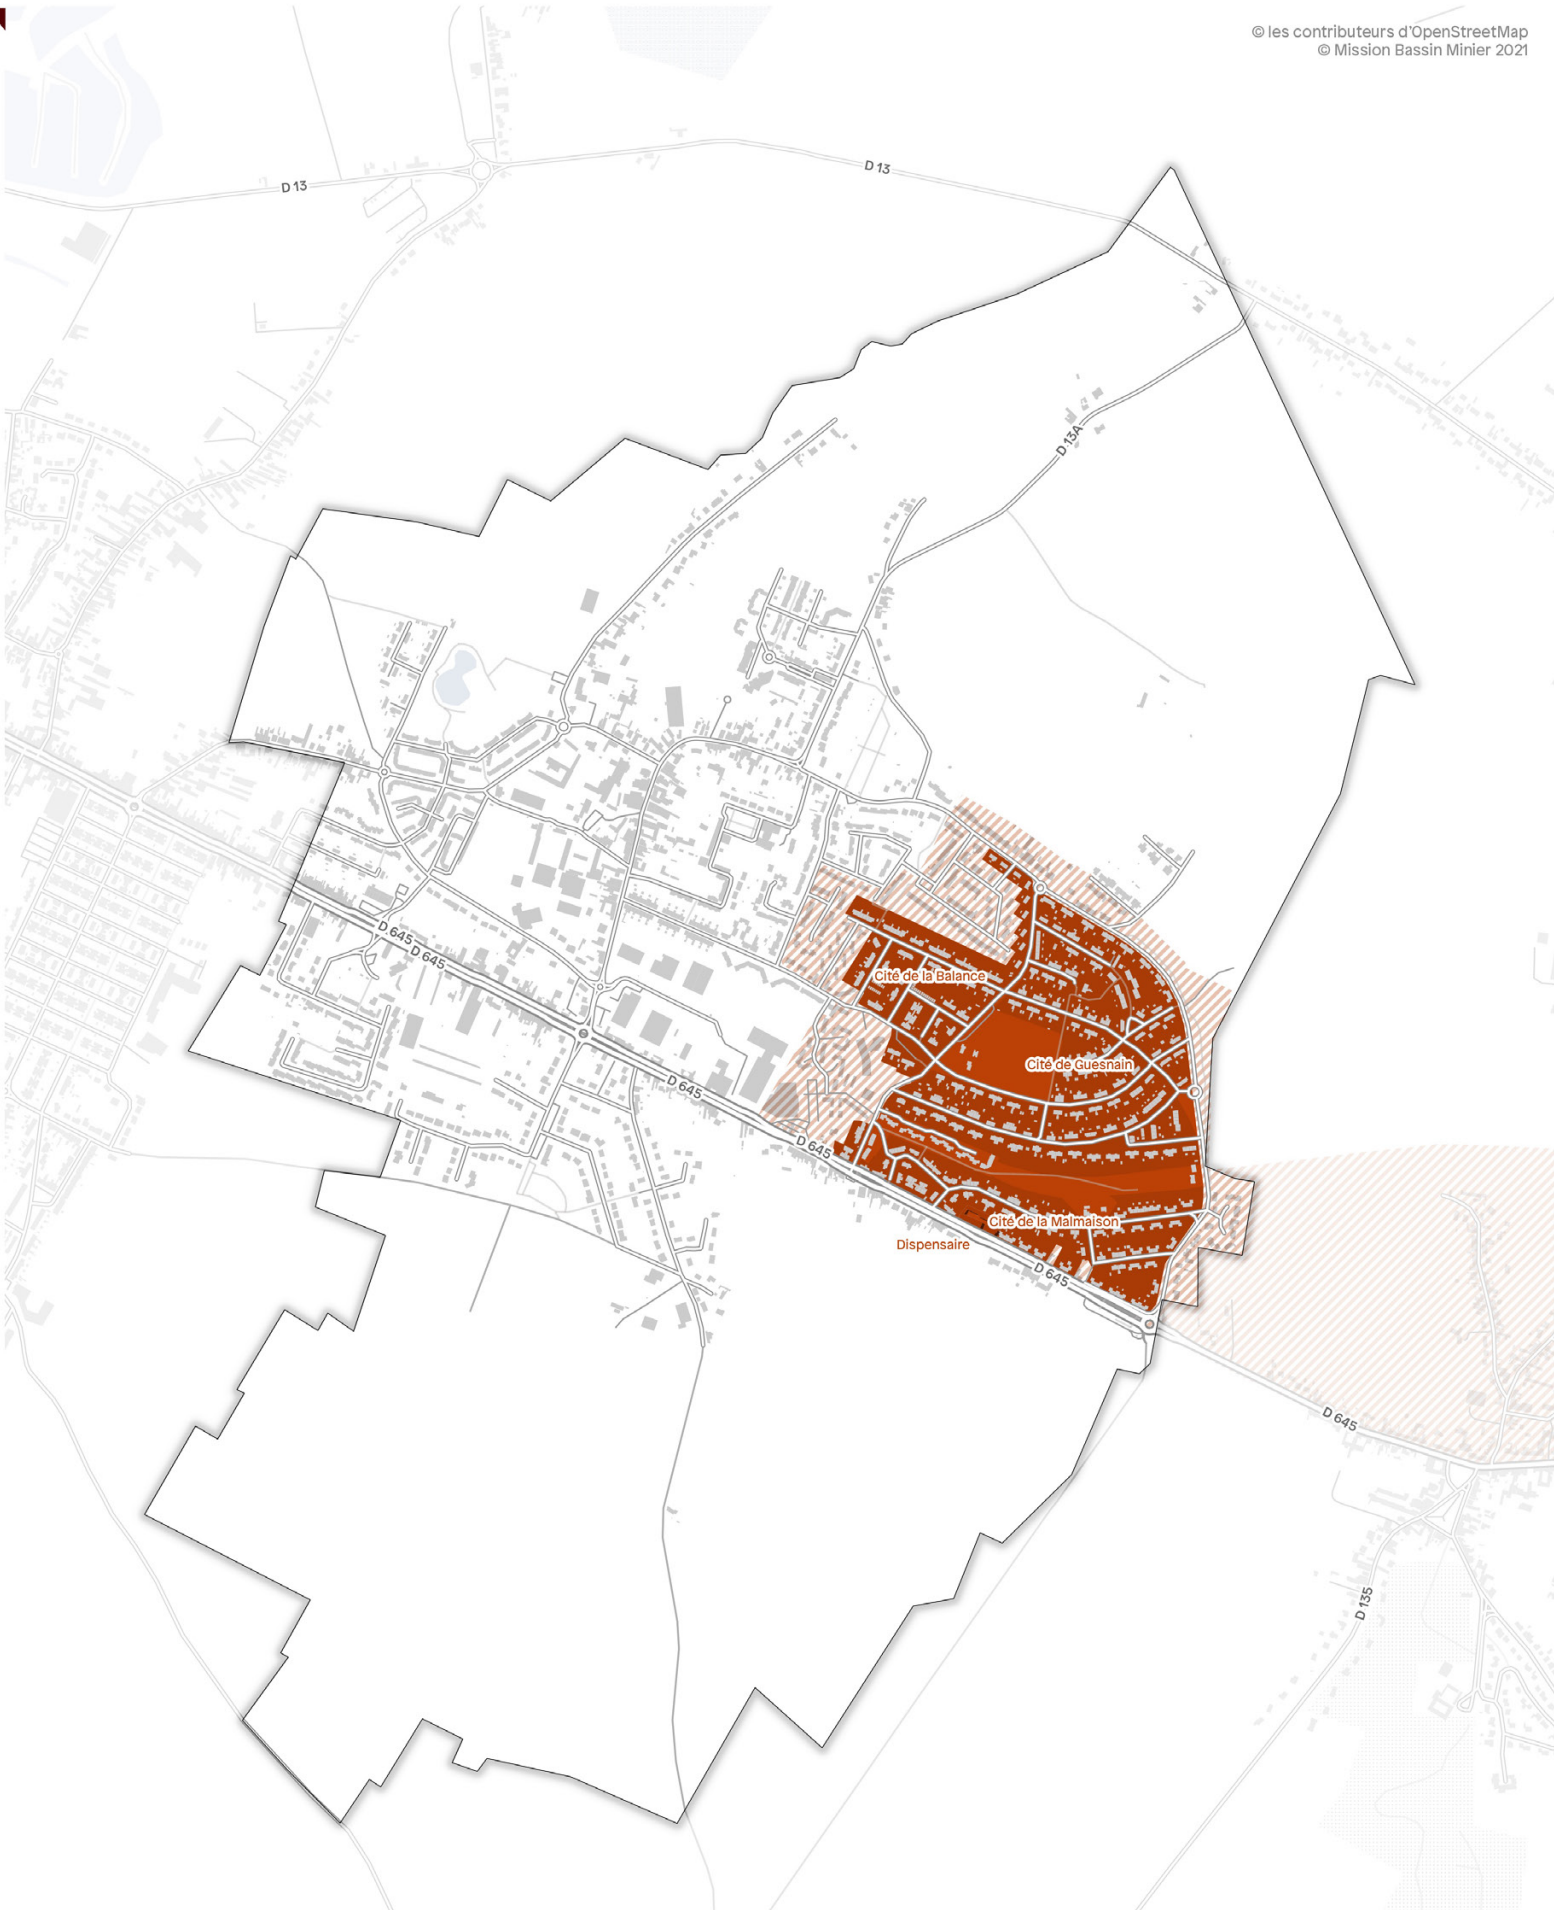 © les contributeurs d'OpenStreetMap
© Mission Bassin Minier 2021
D 13
D 13
D 13A
D 645
D 645
Cité de la Balance
Cité de Guesnain
D 645
D 645
Cité de la Malmaison
Dispensaire
D 645
D 645
D 135